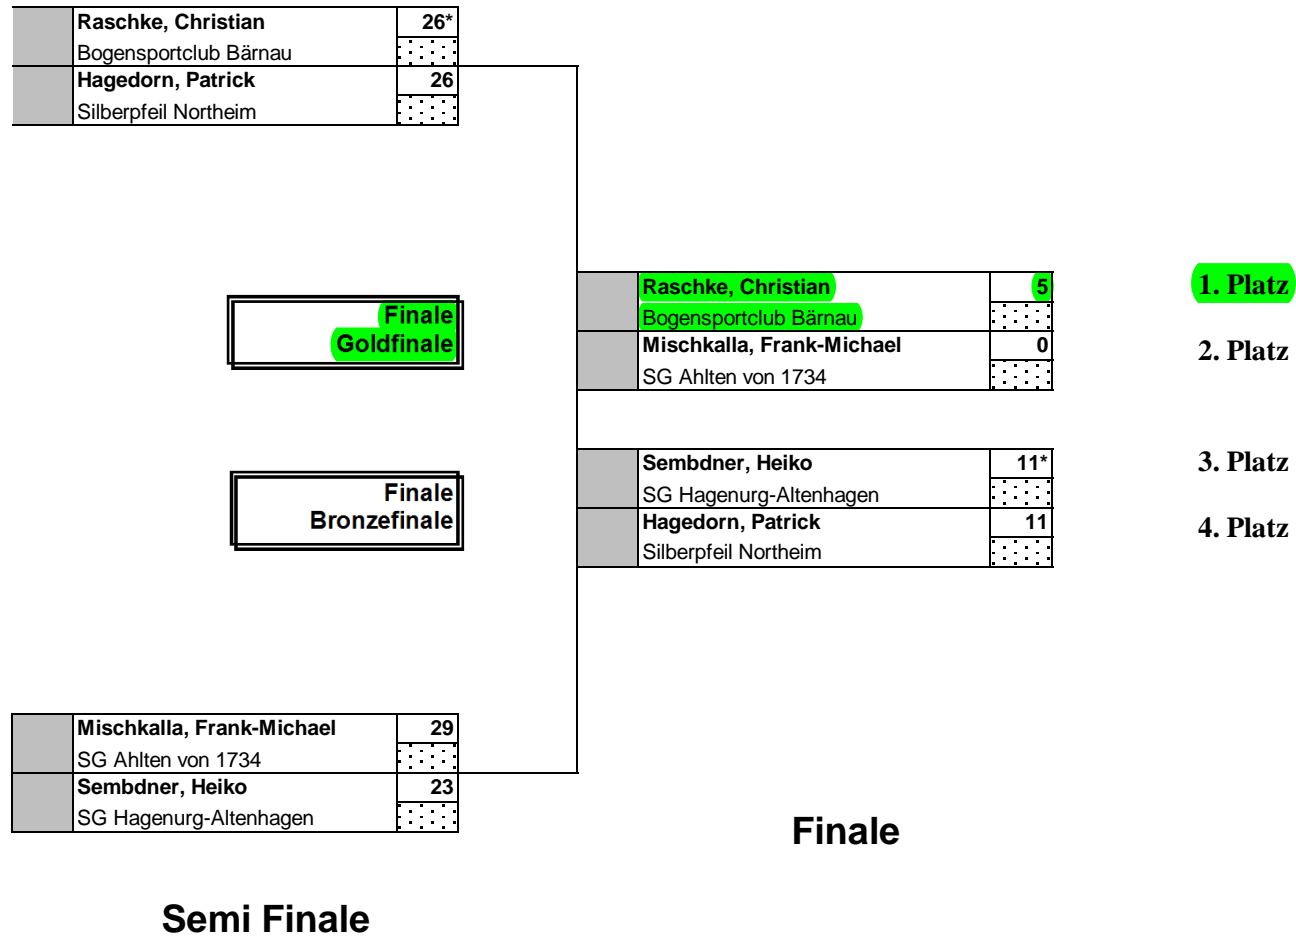 Raschke, Christian 26*
Bogensportclub Bärnau
Hagedorn, Patrick 26
Silberpfeil Northeim
Finale
Goldfinale
Raschke, Christian 5 1. Platz
Bogensportclub Bärnau
Mischkalla, Frank-Michael 0 2. Platz
SG Ahlten von 1734
Finale
Bronzefinale
Sembdner, Heiko 11* 3. Platz
SG Hagenurg-Altenhagen
Hagedorn, Patrick 11 4. Platz
Silberpfeil Northeim
Mischkalla, Frank-Michael 29
SG Ahlten von 1734
Sembdner, Heiko 23
SG Hagenurg-Altenhagen
Finale
Semi Finale